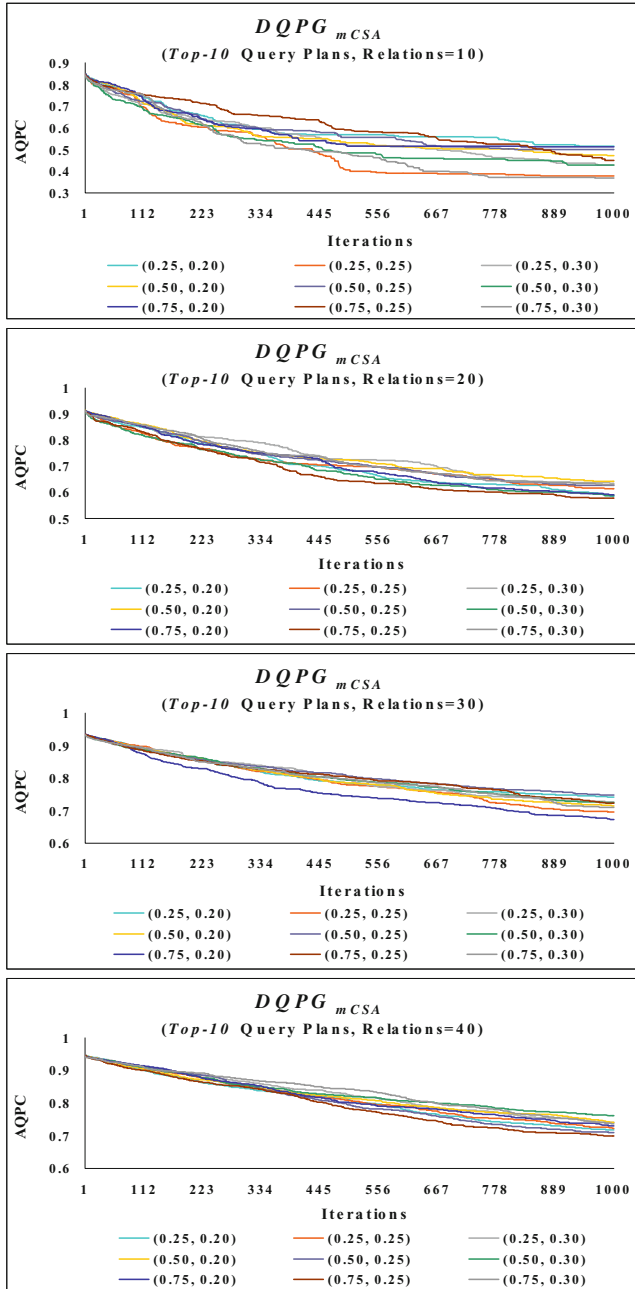 DQPG mCSA
(Top-10 Query Plans, Relations=10)
AQPC
0.9
0.8
0.7
0.6
0.5
0.4
0.3
1 112 223 334 445 556 667 778 889 1000
Iterations
(0.25, 0.20) (0.25, 0.25) (0.25, 0.30)
(0.50, 0.20) (0.50, 0.25) (0.50, 0.30)
(0.75, 0.20) (0.75, 0.25) (0.75, 0.30)
DQPG mCSA
(Top-10 Query Plans, Relations=20)
AQPC
1
0.9
0.8
0.7
0.6
0.5
1 112 223 334 445 556 667 778 889 1000
Iterations
(0.25, 0.20) (0.25, 0.25) (0.25, 0.30)
(0.50, 0.20) (0.50, 0.25) (0.50, 0.30)
(0.75, 0.20) (0.75, 0.25) (0.75, 0.30)
DQPG mCSA
(Top-10 Query Plans, Relations=30)
AQPC
1
0.9
0.8
0.7
0.6
1 112 223 334 445 556 667 778 889 1000
Iterations
(0.25, 0.20) (0.25, 0.25) (0.25, 0.30)
(0.50, 0.20) (0.50, 0.25) (0.50, 0.30)
(0.75, 0.20) (0.75, 0.25) (0.75, 0.30)
DQPG mCSA
(Top-10 Query Plans, Relations=40)
AQPC
1
0.9
0.8
0.7
0.6
1 112 223 334 445 556 667 778 889 1000
Iterations
(0.25, 0.20) (0.25, 0.25) (0.25, 0.30)
(0.50, 0.20) (0.50, 0.25) (0.50, 0.30)
(0.75, 0.20) (0.75, 0.25) (0.75, 0.30)